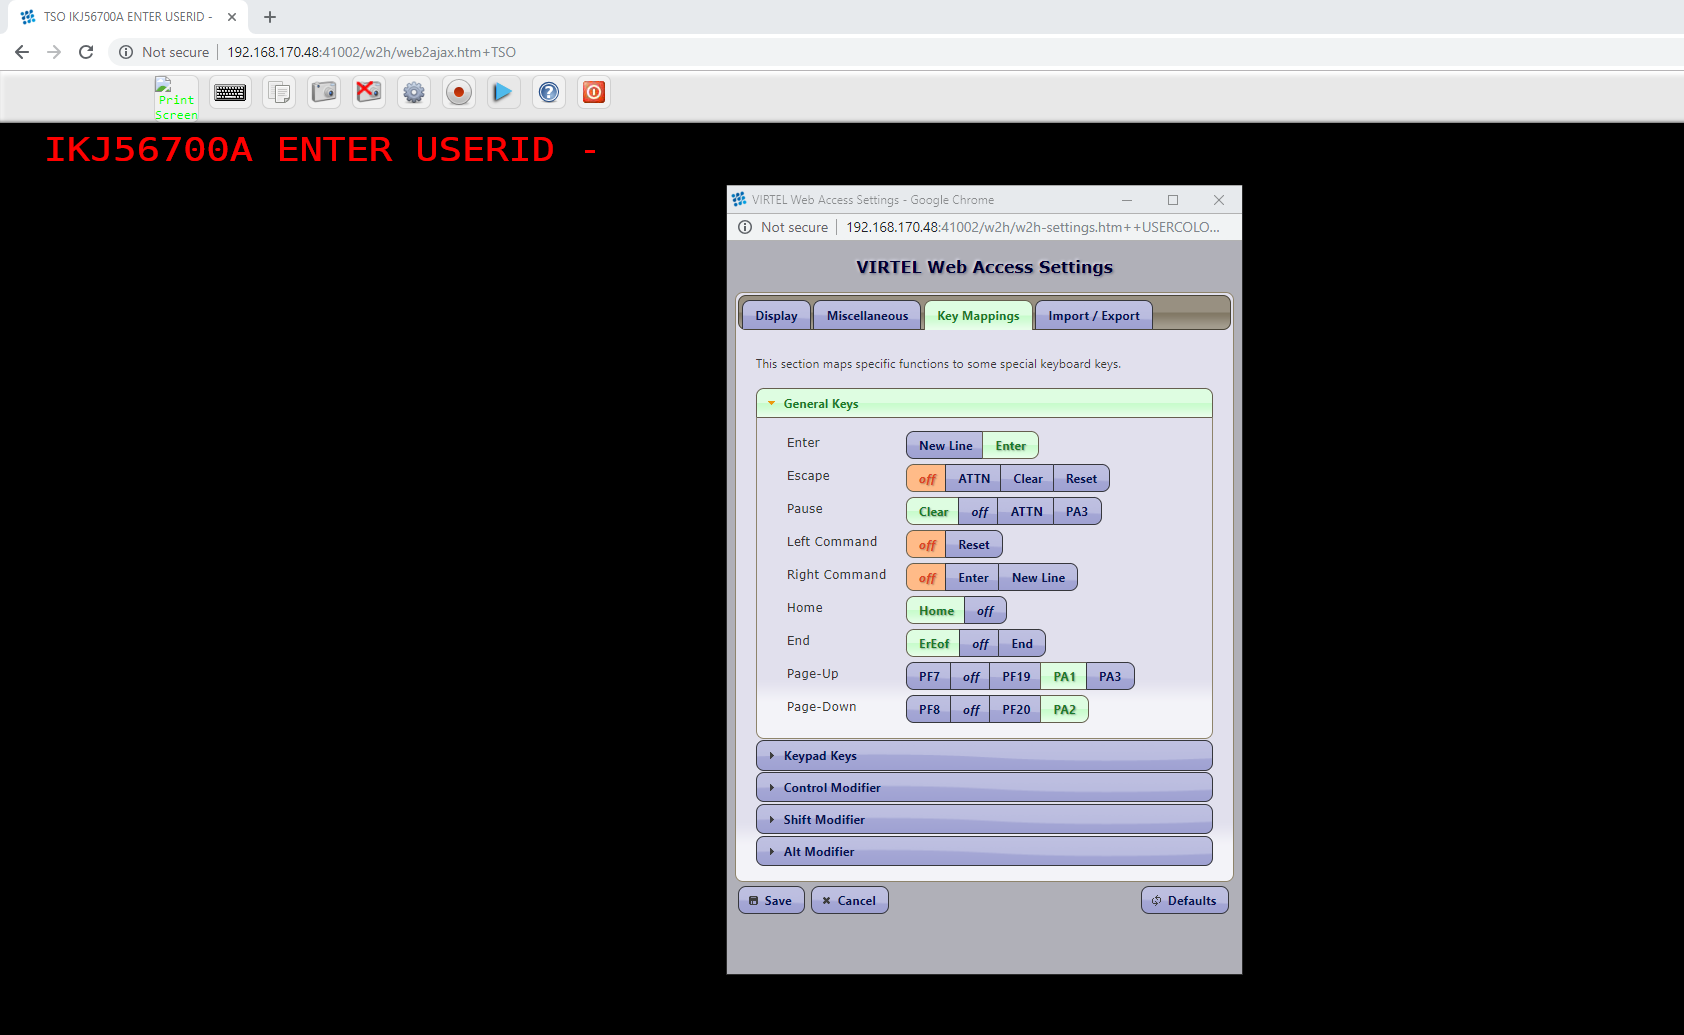 TSO IKJ56700A ENTER USERID -
Not secure 192.168.170.48:41002/w2h/web2ajax.htm+TSO
Print
Screen
IKJ56700A ENTER USERID -
VIRTEL Web Access Settings - Google Chrome
Not secure 192.168.170.48:41002/w2h/w2h-settings.htm++USERCOLO...
VIRTEL Web Access Settings
Display Miscellaneous Key Mappings Import / Export
This section maps specific functions to some special keyboard keys.
General Keys
Enter New Line Enter
Escape off ATTN Clear Reset
Pause Clear off ATTN PA3
Left Command off Reset
Right Command off Enter New Line
Home Home off
End ErEof off End
Page-Up PF7 off PF19 PA1 PA3
Page-Down PF8 off PF20 PA2
Keypad Keys
Control Modifier
Shift Modifier
Alt Modifier
Save Cancel Defaults